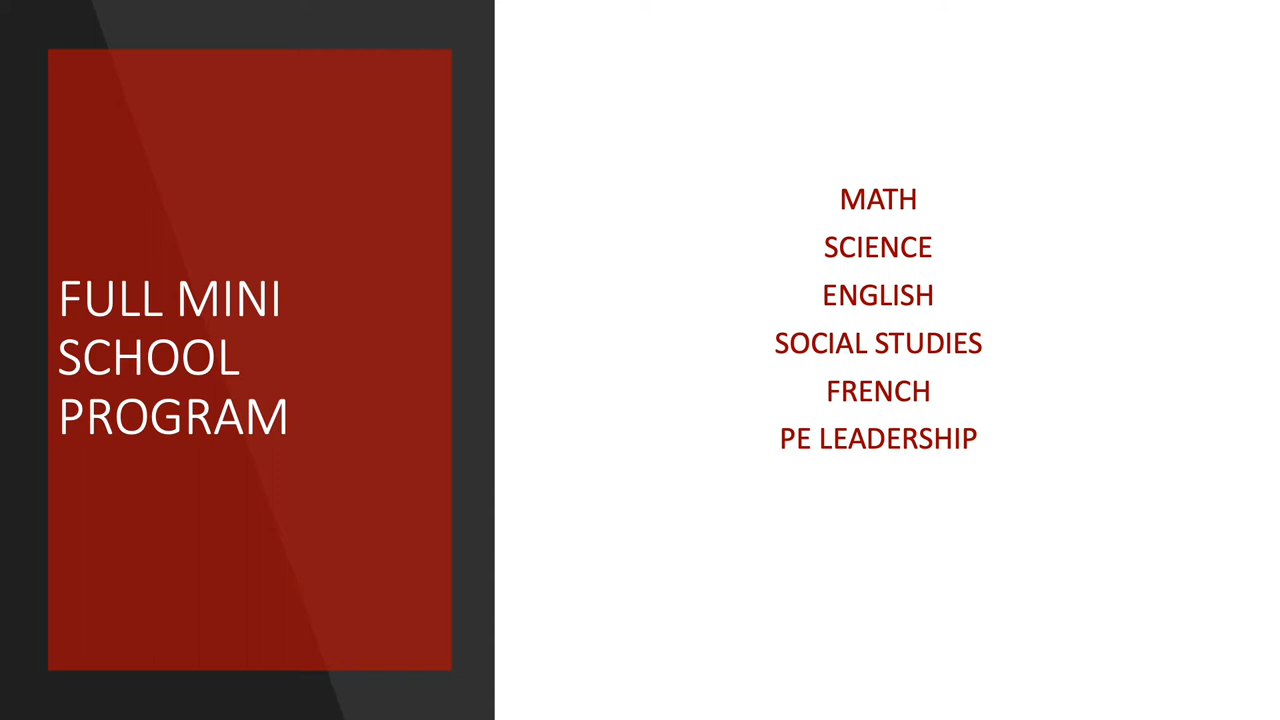 FULL MINI
SCHOOL
PROGRAM
MATH
SCIENCE
ENGLISH
SOCIAL STUDIES
FRENCH
PE LEADERSHIP